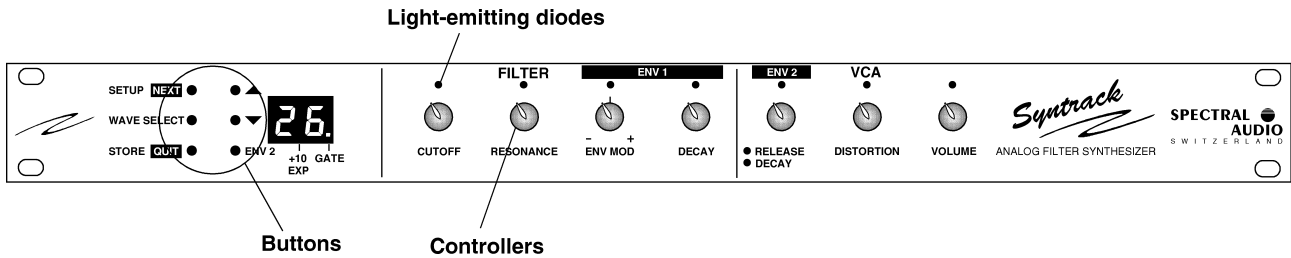 Light-emitting diodes
FILTER
ENV 1
ENV 2
VCA
SETUP NEXT
WAVE SELECT
STORE QUIT
ENV 2
26.
+10 GATE
EXP
CUTOFF
RESONANCE
- +
ENV MOD
DECAY
RELEASE
DECAY
DISTORTION
VOLUME
Syntrack
ANALOG FILTER SYNTHESIZER
SPECTRAL
AUDIO
SWITZERLAND
Buttons
Controllers